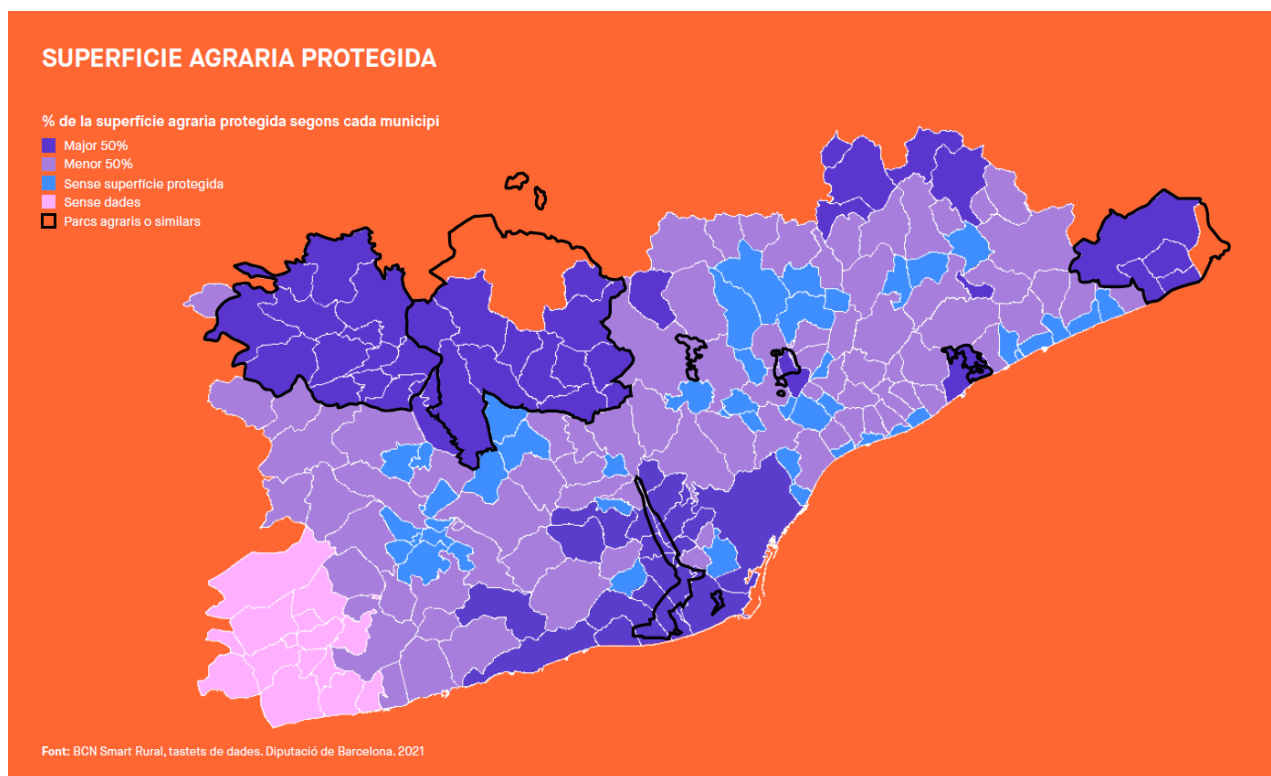 SUPERFICIE AGRARIA PROTEGIDA
% de la superfície agraria protegida segons cada municipi
Major 50%
Menor 50%
Sense superfície protegida
Sense dades
Parcs agraris o similars
Font: BCN Smart Rural, tastets de dades. Diputació de Barcelona. 2021